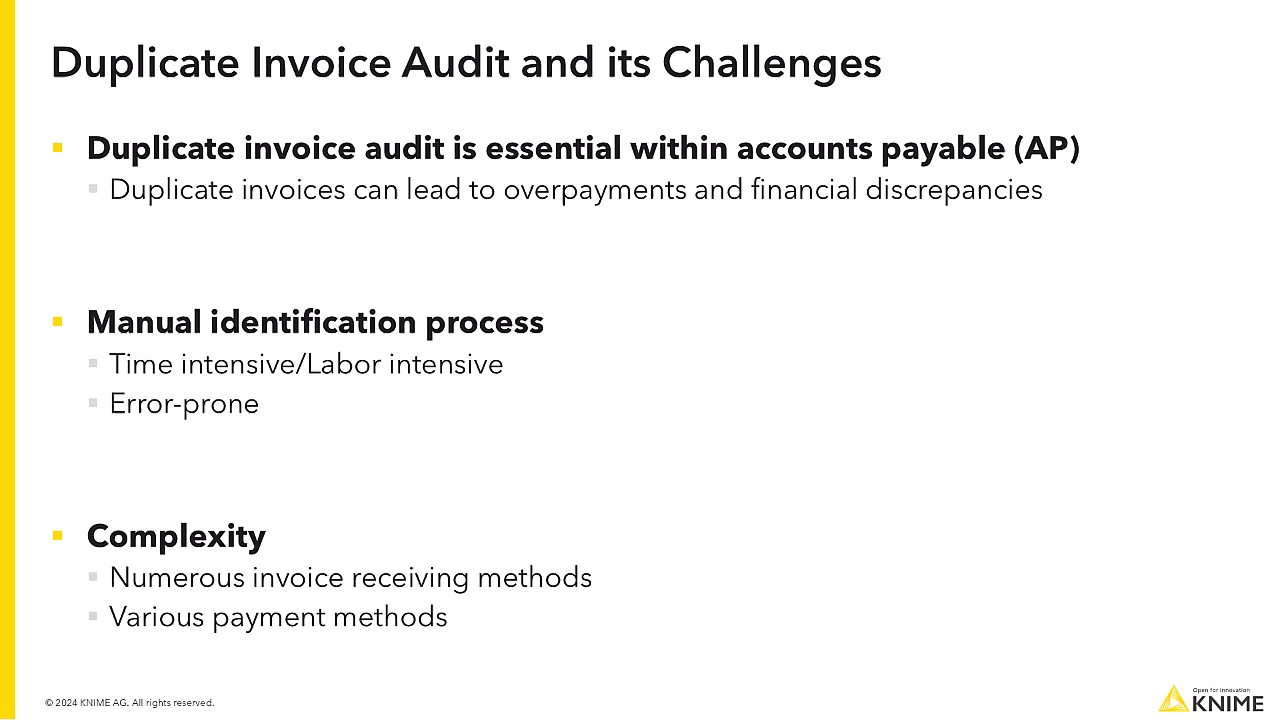 Duplicate Invoice Audit and its Challenges
Duplicate invoice audit is essential within accounts payable (AP)
Duplicate invoices can lead to overpayments and financial discrepancies
Manual identification process
Time intensive/Labor intensive
Error-prone
Complexity
Numerous invoice receiving methods
Various payment methods
© 2024 KNIME AG. All rights reserved.
Open for Innovation
KNIME